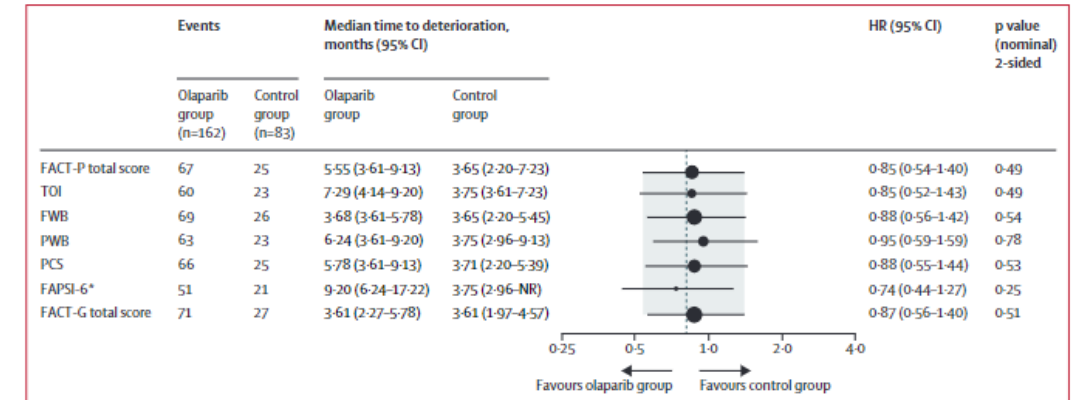 Events Median time to deterioration, HR (95% CI) p value
months (95% CI) (nominal)
2-sided
Olaparib Control Olaparib Control
group group group group
(n=162) (n=83)
FACT-P total score 67 25 5·55 (3·61–9·13) 3·65 (2·20–7·23) 0·85 (0·54–1·40) 0·49
TOI 60 23 7·29 (4·14–9·20) 3·75 (3·61–7·23) 0·85 (0·52–1·43) 0·49
FWB 69 26 3·68 (3·61–5·78) 3·65 (2·20–5·45) 0·88 (0·56–1·42) 0·54
PWB 63 23 6·24 (3·61–9·20) 3·75 (2·96–9·13) 0·95 (0·59–1·59) 0·78
PCS 66 25 5·78 (3·61–9·13) 3·71 (2·20–5·39) 0·88 (0·55–1·44) 0·53
FAPSI-6* 51 21 9·20 (6·24–17·22) 3·75 (2·96–NR) 0·74 (0·44–1·27) 0·25
FACT-G total score 71 27 3·61 (2·27–5·78) 3·61 (1·97–4·57) 0·87 (0·56–1·40) 0·51
0·25 0·5 1·0 2·0 4·0
Favours olaparib group Favours control group